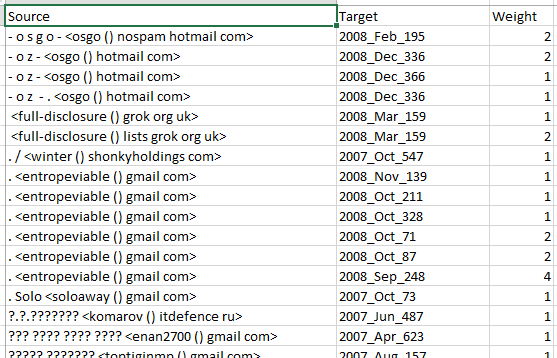 Source Target Weight
- o s g o - <osgo () nospam hotmail com> 2008_Feb_195 2
- o z - <osgo () hotmail com> 2008_Dec_336 2
- o z - <osgo () hotmail com> 2008_Dec_366 1
- o z - . <osgo () hotmail com> 2008_Dec_336 1
<full-disclosure () grok org uk> 2008_Mar_159 1
<full-disclosure () lists grok org uk> 2008_Mar_159 2
. / <winter () shonkyholdings com> 2007_Oct_547 1
. <entropeviable () gmail com> 2008_Nov_139 1
. <entropeviable () gmail com> 2008_Oct_211 1
. <entropeviable () gmail com> 2008_Oct_328 1
. <entropeviable () gmail com> 2008_Oct_71 2
. <entropeviable () gmail com> 2008_Oct_87 2
. <entropeviable () gmail com> 2008_Sep_248 4
. Solo <soloaway () gmail com> 2007_Oct_73 1
?.?.??????? <komarov () itdefence ru> 2007_Jun_487 1
??? ???? ???? ???? <enan2700 () gmail com> 2007_Apr_623 1
????? ??????? <toptiginmp () gmail com> 2007_Aug_157 1